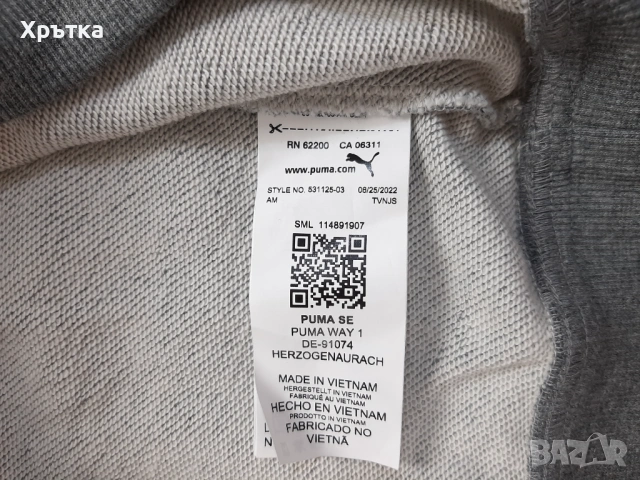 Хрътка
RN 62200 CA 06311
www.puma.com
STYLE NO. 531125-03 08/25/2022
AM TVNJS
SML 114891907
PUMA SE
PUMA WAY 1
DE-91074
HERZOGENAURACH
MADE IN VIETNAM
HERGESTELLT IN VIETNAM
FABRIQUÉ AU VIETNAM
HECHO EN VIETNAM
PRODOTTO IN VIETNAM
FABRICADO NO
VIETNÃ
BAZAR